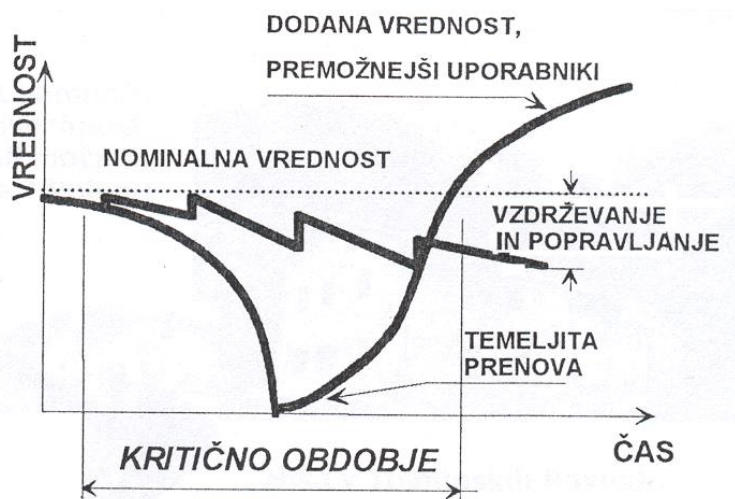 DODANA VREDNOST,
PREMOŽNEJŠI UPORABNIKI
VREDNOST
NOMINALNA VREDNOST
VZDRŽEVANJE
IN POPRAVLJANJE
TEMELJITA
PRENOVA
KRITIČNO OBDOBJE
ČAS